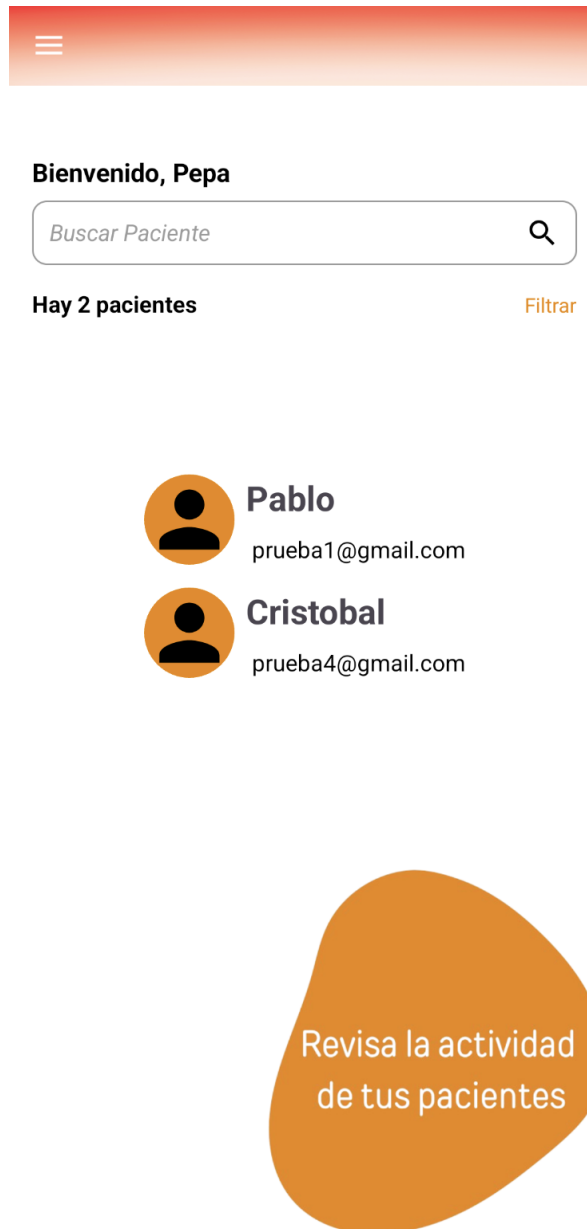 Bienvenido, Pepa
Buscar Paciente
Hay 2 pacientes
Filtrar
Pablo
prueba1@gmail.com
Cristobal
prueba4@gmail.com
Revisa la actividad
de tus pacientes